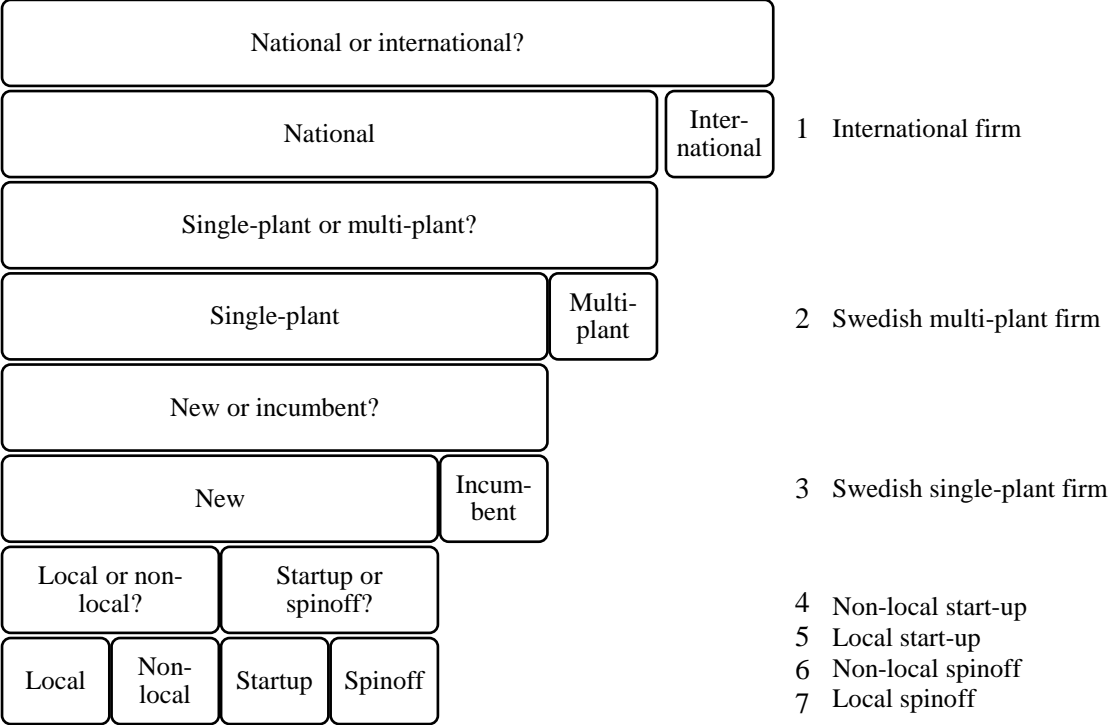 National or international?
National
Inter-
national
1 International firm
Single-plant or multi-plant?
Single-plant
Multi-
plant
2 Swedish multi-plant firm
New or incumbent?
New
Incum-
bent
3 Swedish single-plant firm
Local or non-
local?
Startup or
spinoff?
4 Non-local start-up
5 Local start-up
Local
Non-
local
Startup
Spinoff
6 Non-local spinoff
7 Local spinoff